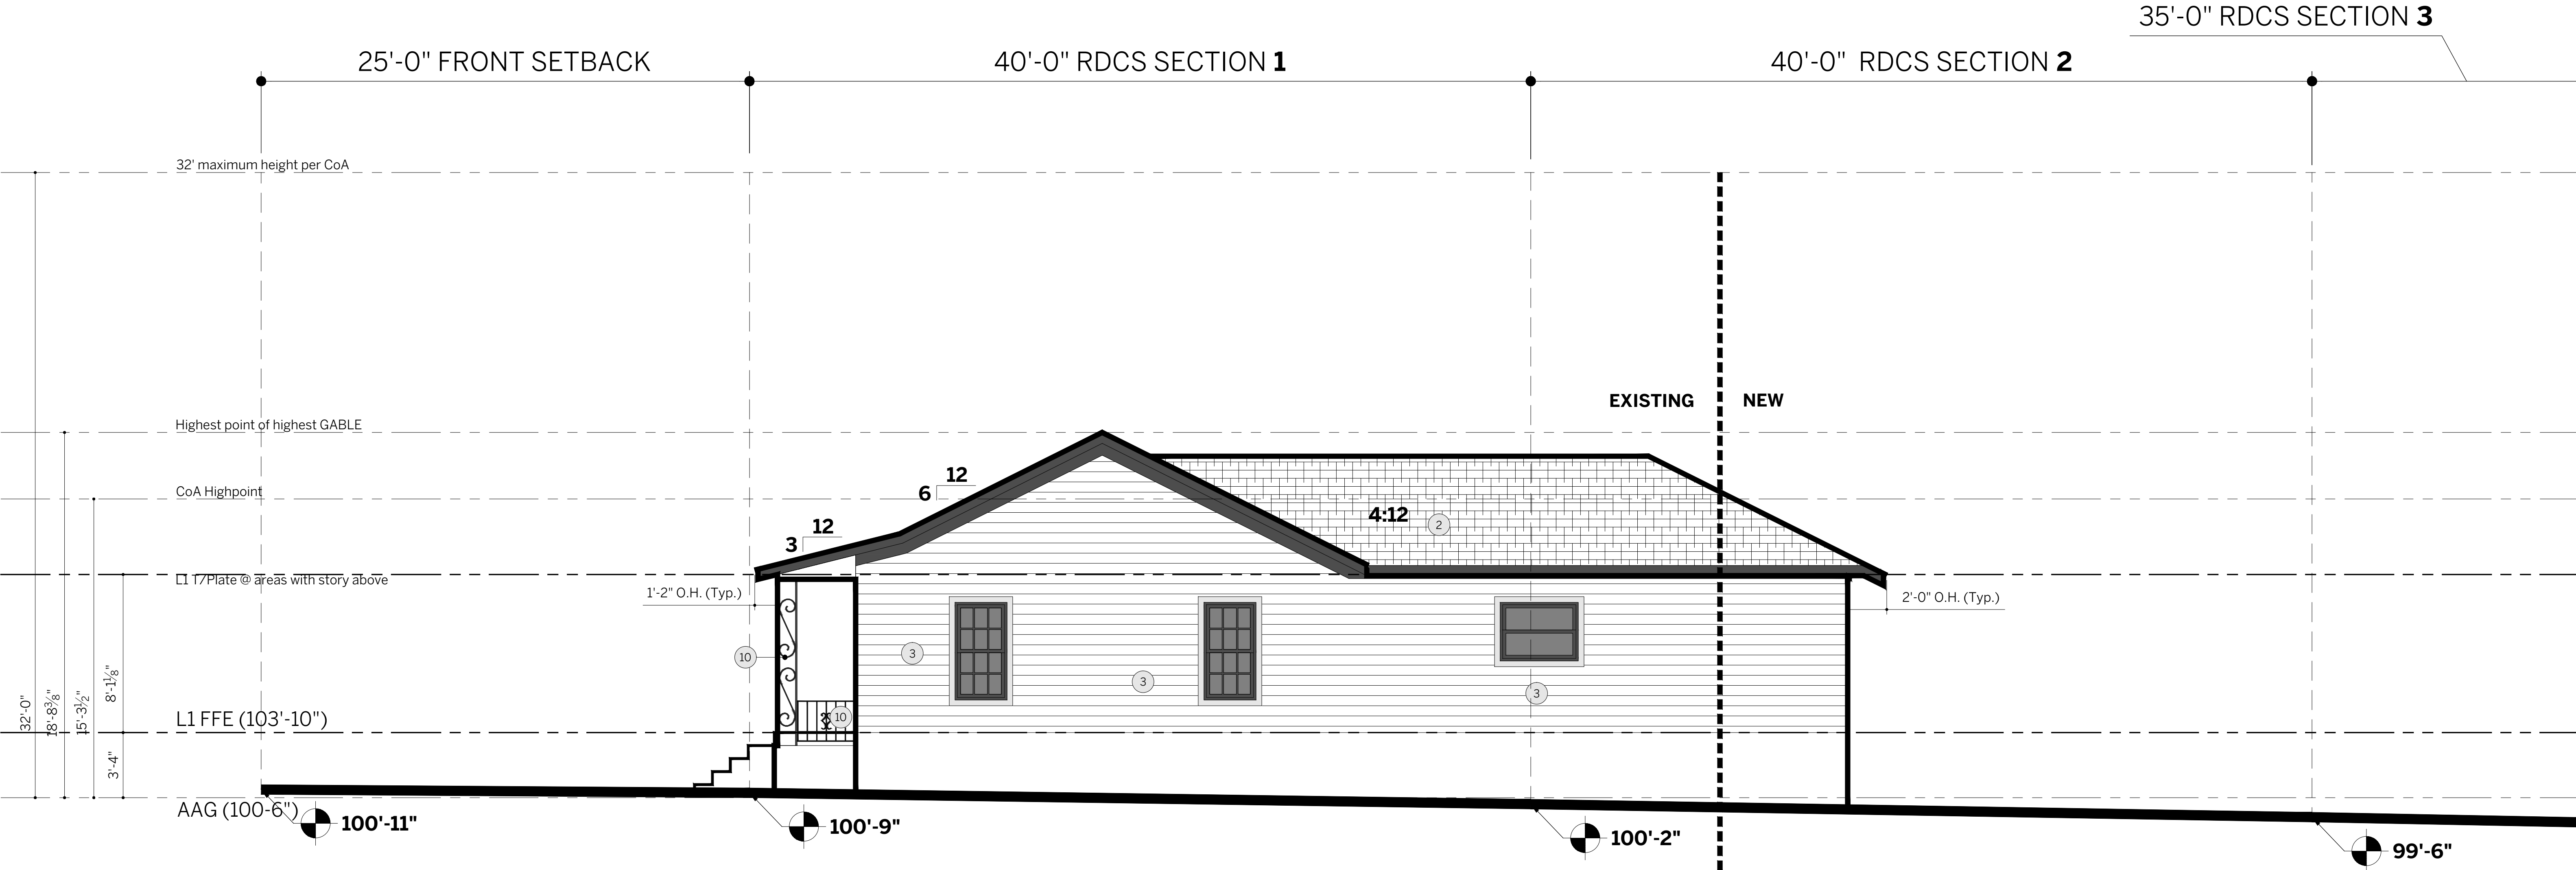 35'-0" RDCS SECTION 3
25'-0" FRONT SETBACK
40'-0" RDCS SECTION 1
40'-0" RDCS SECTION 2
32' maximum height per CoA
EXISTING
NEW
Highest point of highest GABLE
12
6
CoA Highpoint
4:12
2
12
3
L1 T/Plate @ areas with story above
1'-2" O.H. (Typ.)
2'-0" O.H. (Typ.)
10
3
3
3
10
32'-0"
18'-8⅜"
15'-3½"
8'-1⅛"
3'-4"
L1 FFE (103'-10")
AAG (100-6")
100'-11"
100'-9"
100'-2"
99'-6"